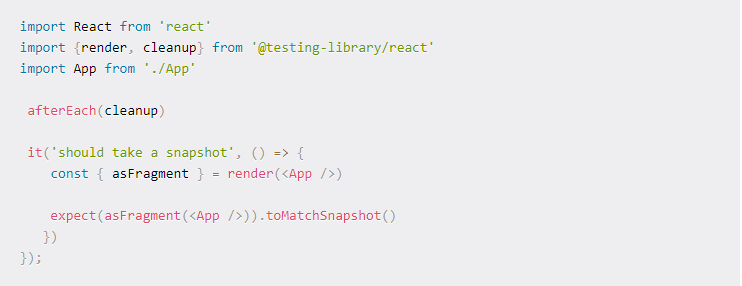 import React from 'react'
import {render, cleanup} from '@testing-library/react'
import App from './App'
afterEach(cleanup)
it('should take a snapshot', () => {
const { asFragment } = render(<App />)
expect(asFragment(<App />)).toMatchSnapshot()
})
});